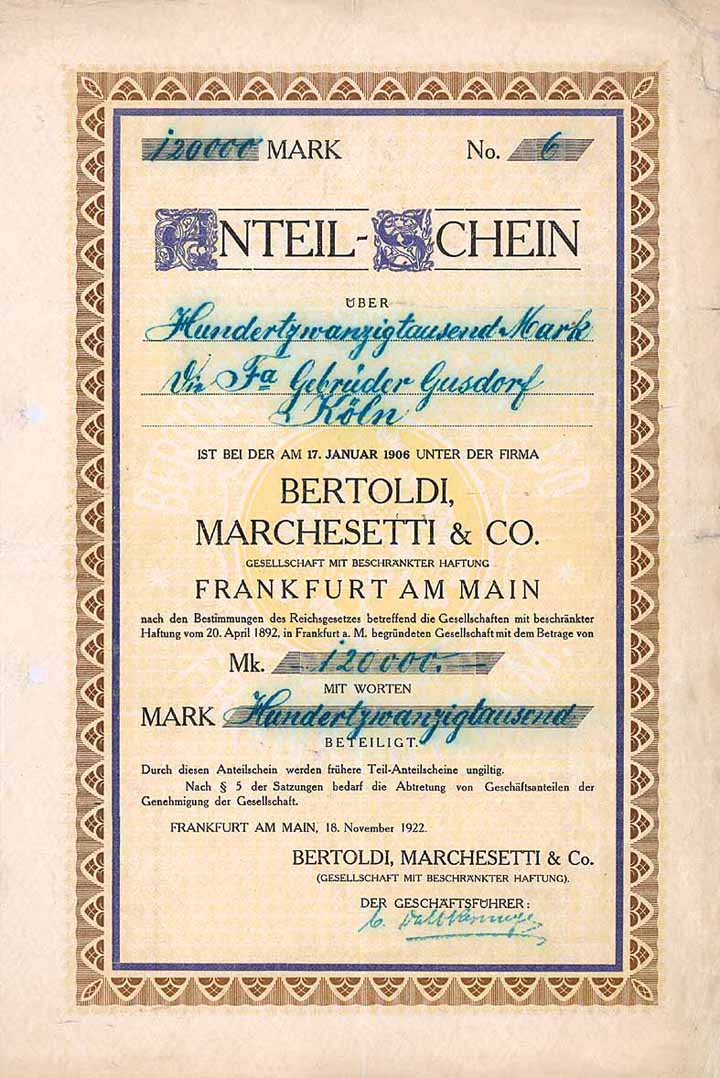 120000 MARK No. 6
ANTEIL-SCHEIN
ÜBER
Hundertzwanzigtausend Mark
Die Fa Gebrüder Gusdorf
Köln
IST BEI DER AM 17. JANUAR 1906 UNTER DER FIRMA
BERTOLDI,
MARCHESETTI & CO.
GESELLSCHAFT MIT BESCHRÄNKTER HAFTUNG
FRANKFURT AM MAIN
nach den Bestimmungen des Reichsgesetzes betreffend die Gesellschaften mit beschränkter
Haftung vom 20. April 1892, in Frankfurt a. M. begründeten Gesellschaft mit dem Betrage von
Mk. 120000.—
MIT WORTEN
MARK Hundertzwanzigtausend
BETEILIGT.
Durch diesen Anteilschein werden frühere Teil-Anteilscheine ungiltig.
Nach § 5 der Satzungen bedarf die Abtretung von Geschäftsanteilen der
Genehmigung der Gesellschaft.
FRANKFURT AM MAIN, 18. November 1922.
BERTOLDI, MARCHESETTI & Co.
(GESELLSCHAFT MIT BESCHRÄNKTER HAFTUNG).
DER GESCHÄFTSFÜHRER: